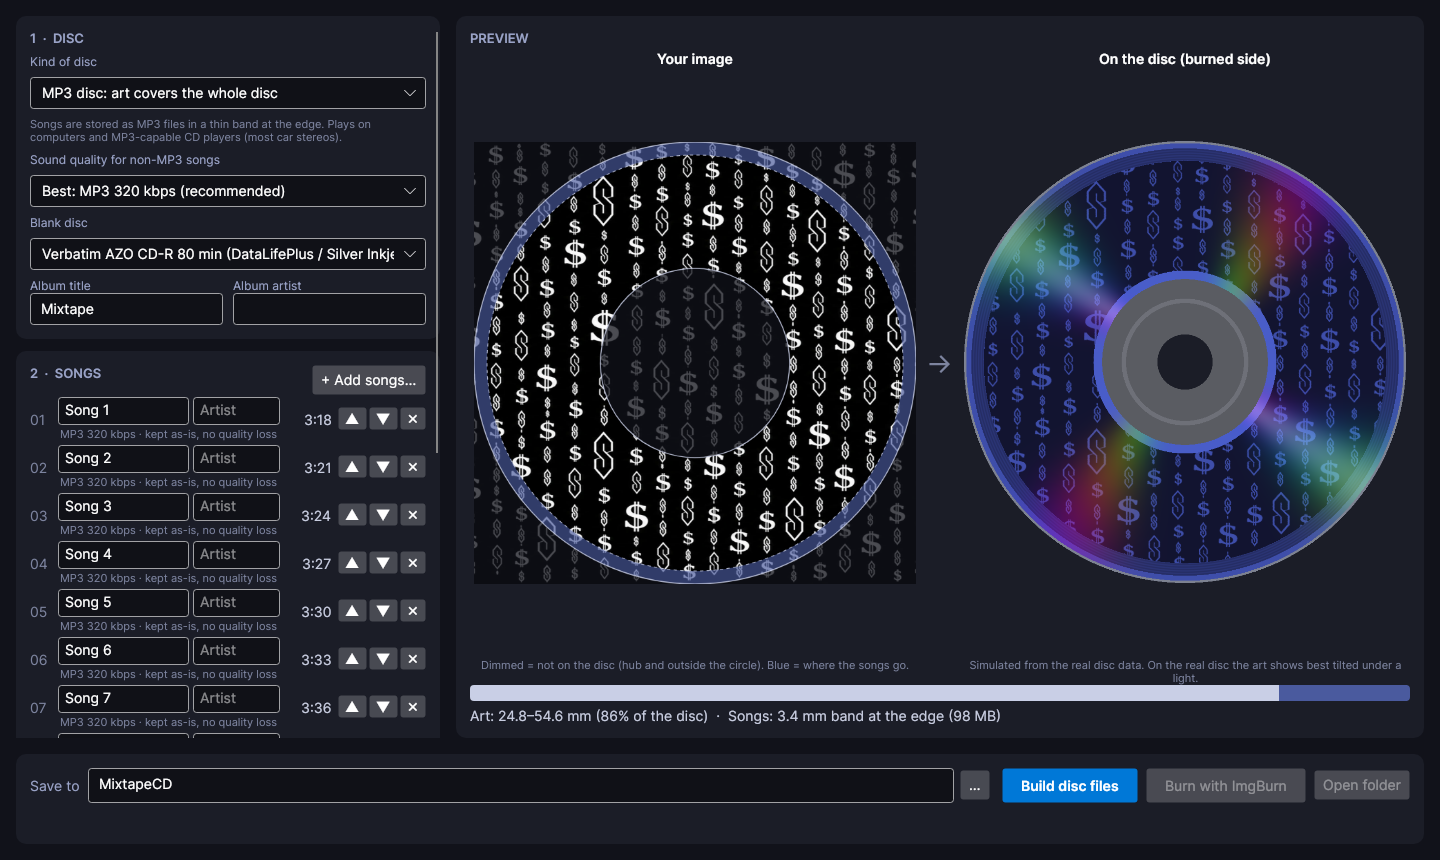 1 · DISC
Kind of disc
MP3 disc: art covers the whole disc
Songs are stored as MP3 files in a thin band at the edge. Plays on
computers and MP3-capable CD players (most car stereos).
Sound quality for non-MP3 songs
Best: MP3 320 kbps (recommended)
Blank disc
Verbatim AZO CD-R 80 min (DataLifePlus / Silver Inkje
Album title
Album artist
Mixtape
2 · SONGS
+ Add songs...
01 Song 1 Artist 3:18 ▲ ▼ ✕
MP3 320 kbps · kept as-is, no quality loss
02 Song 2 Artist 3:21 ▲ ▼ ✕
MP3 320 kbps · kept as-is, no quality loss
03 Song 3 Artist 3:24 ▲ ▼ ✕
MP3 320 kbps · kept as-is, no quality loss
04 Song 4 Artist 3:27 ▲ ▼ ✕
MP3 320 kbps · kept as-is, no quality loss
05 Song 5 Artist 3:30 ▲ ▼ ✕
MP3 320 kbps · kept as-is, no quality loss
06 Song 6 Artist 3:33 ▲ ▼ ✕
MP3 320 kbps · kept as-is, no quality loss
07 Song 7 Artist 3:36 ▲ ▼ ✕
MP3 320 kbps · kept as-is, no quality loss
PREVIEW
Your image
On the disc (burned side)
Dimmed = not on the disc (hub and outside the circle). Blue = where the songs go.
Simulated from the real disc data. On the real disc the art shows best tilted under a
light.
Art: 24.8–54.6 mm (86% of the disc) · Songs: 3.4 mm band at the edge (98 MB)
Save to
MixtapeCD
...
Build disc files
Burn with ImgBurn
Open folder